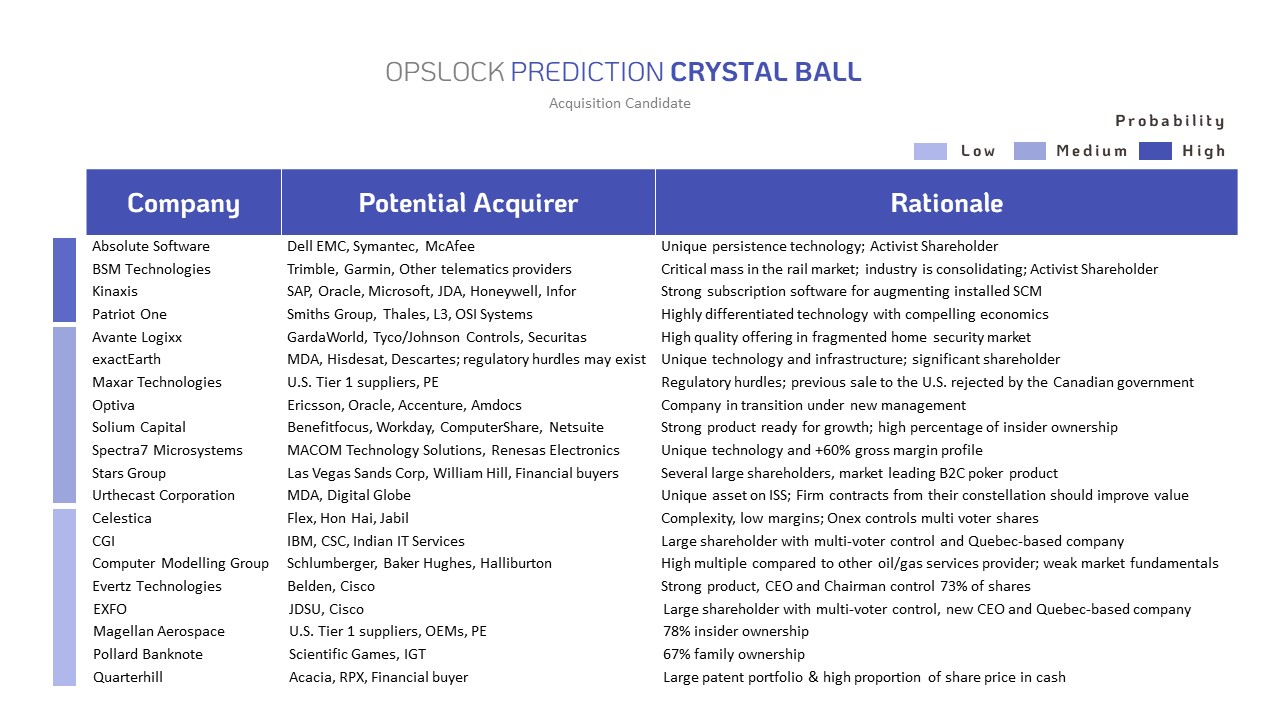 OPSLOCK PREDICTION CRYSTAL BALL
Acquisition Candidate
Probability
Low Medium High
Company Potential Acquirer Rationale
Absolute Software Dell EMC, Symantec, McAfee Unique persistence technology; Activist Shareholder
BSM Technologies Trimble, Garmin, Other telematics providers Critical mass in the rail market; industry is consolidating; Activist Shareholder
Kinaxis SAP, Oracle, Microsoft, JDA, Honeywell, Infor Strong subscription software for augmenting installed SCM
Patriot One Smiths Group, Thales, L3, OSI Systems Highly differentiated technology with compelling economics
Avante Logixx GardaWorld, Tyco/Johnson Controls, Securitas High quality offering in fragmented home security market
exactEarth MDA, Hisdesat, Descartes; regulatory hurdles may exist Unique technology and infrastructure; significant shareholder
Maxar Technologies U.S. Tier 1 suppliers, PE Regulatory hurdles; previous sale to the U.S. rejected by the Canadian government
Optiva Ericsson, Oracle, Accenture, Amdocs Company in transition under new management
Solium Capital Benefitfocus, Workday, ComputerShare, Netsuite Strong product ready for growth; high percentage of insider ownership
Spectra7 Microsystems MACOM Technology Solutions, Renesas Electronics Unique technology and +60% gross margin profile
Stars Group Las Vegas Sands Corp, William Hill, Financial buyers Several large shareholders, market leading B2C poker product
Urthecast Corporation MDA, Digital Globe Unique asset on ISS; Firm contracts from their constellation should improve value
Celestica Flex, Hon Hai, Jabil Complexity, low margins; Onex controls multi voter shares
CGI IBM, CSC, Indian IT Services Large shareholder with multi-voter control and Quebec-based company
Computer Modelling Group Schlumberger, Baker Hughes, Halliburton High multiple compared to other oil/gas services provider; weak market fundamentals
Evertz Technologies Belden, Cisco Strong product, CEO and Chairman control 73% of shares
EXFO JDSU, Cisco Large shareholder with multi-voter control, new CEO and Quebec-based company
Magellan Aerospace U.S. Tier 1 suppliers, OEMs, PE 78% insider ownership
Pollard Banknote Scientific Games, IGT 67% family ownership
Quarterhill Acacia, RPX, Financial buyer Large patent portfolio & high proportion of share price in cash